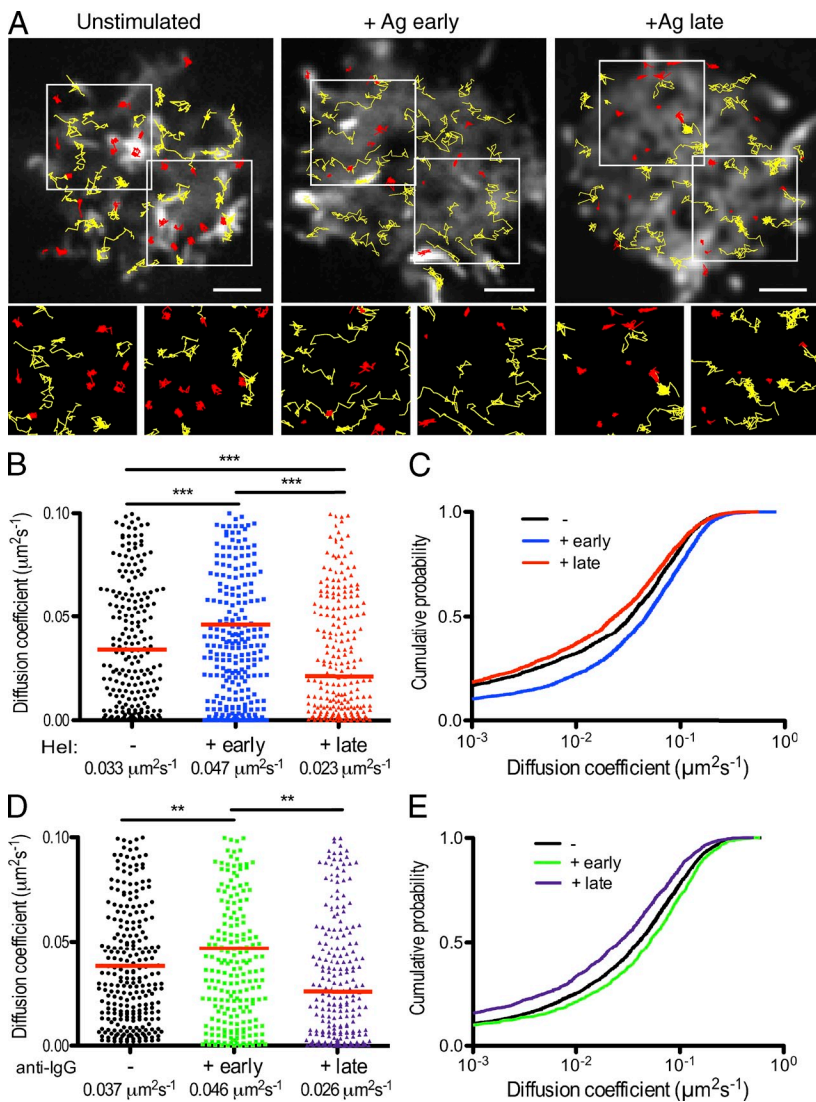 A
Unstimulated + Ag early +Ag late
B
*** 
*** ***
0.10
0.05
0.00
Diffusion coefficient (μm²s⁻¹)
Hel: - + early + late
0.033 μm²s⁻¹ 0.047 μm²s⁻¹ 0.023 μm²s⁻¹
C
1.0
0.5
0.0
Cumulative probability
-
+ early
+ late
10⁻³ 10⁻² 10⁻¹ 10⁰
Diffusion coefficient (μm²s⁻¹)
D
** **
0.10
0.05
0.00
Diffusion coefficient (μm²s⁻¹)
anti-IgG - + early + late
0.037 μm²s⁻¹ 0.046 μm²s⁻¹ 0.026 μm²s⁻¹
E
1.0
0.5
0.0
Cumulative probability
-
+ early
+ late
10⁻³ 10⁻² 10⁻¹ 10⁰
Diffusion coefficient (μm²s⁻¹)